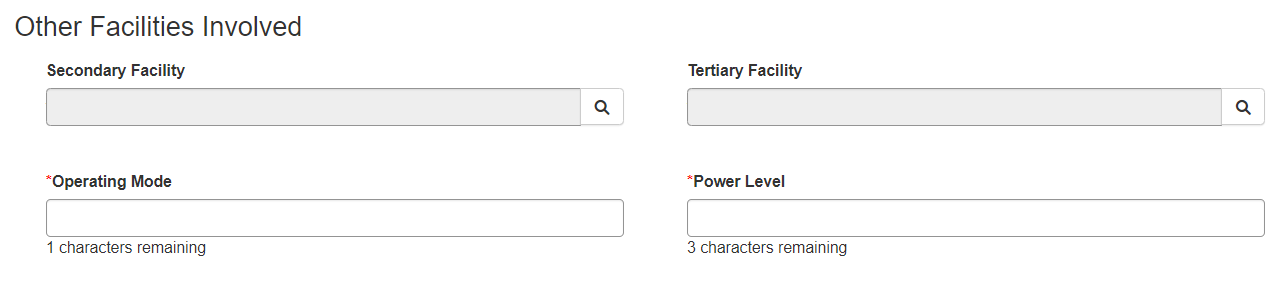 Other Facilities Involved
Secondary Facility
Tertiary Facility
*Operating Mode
*Power Level
1 characters remaining
3 characters remaining